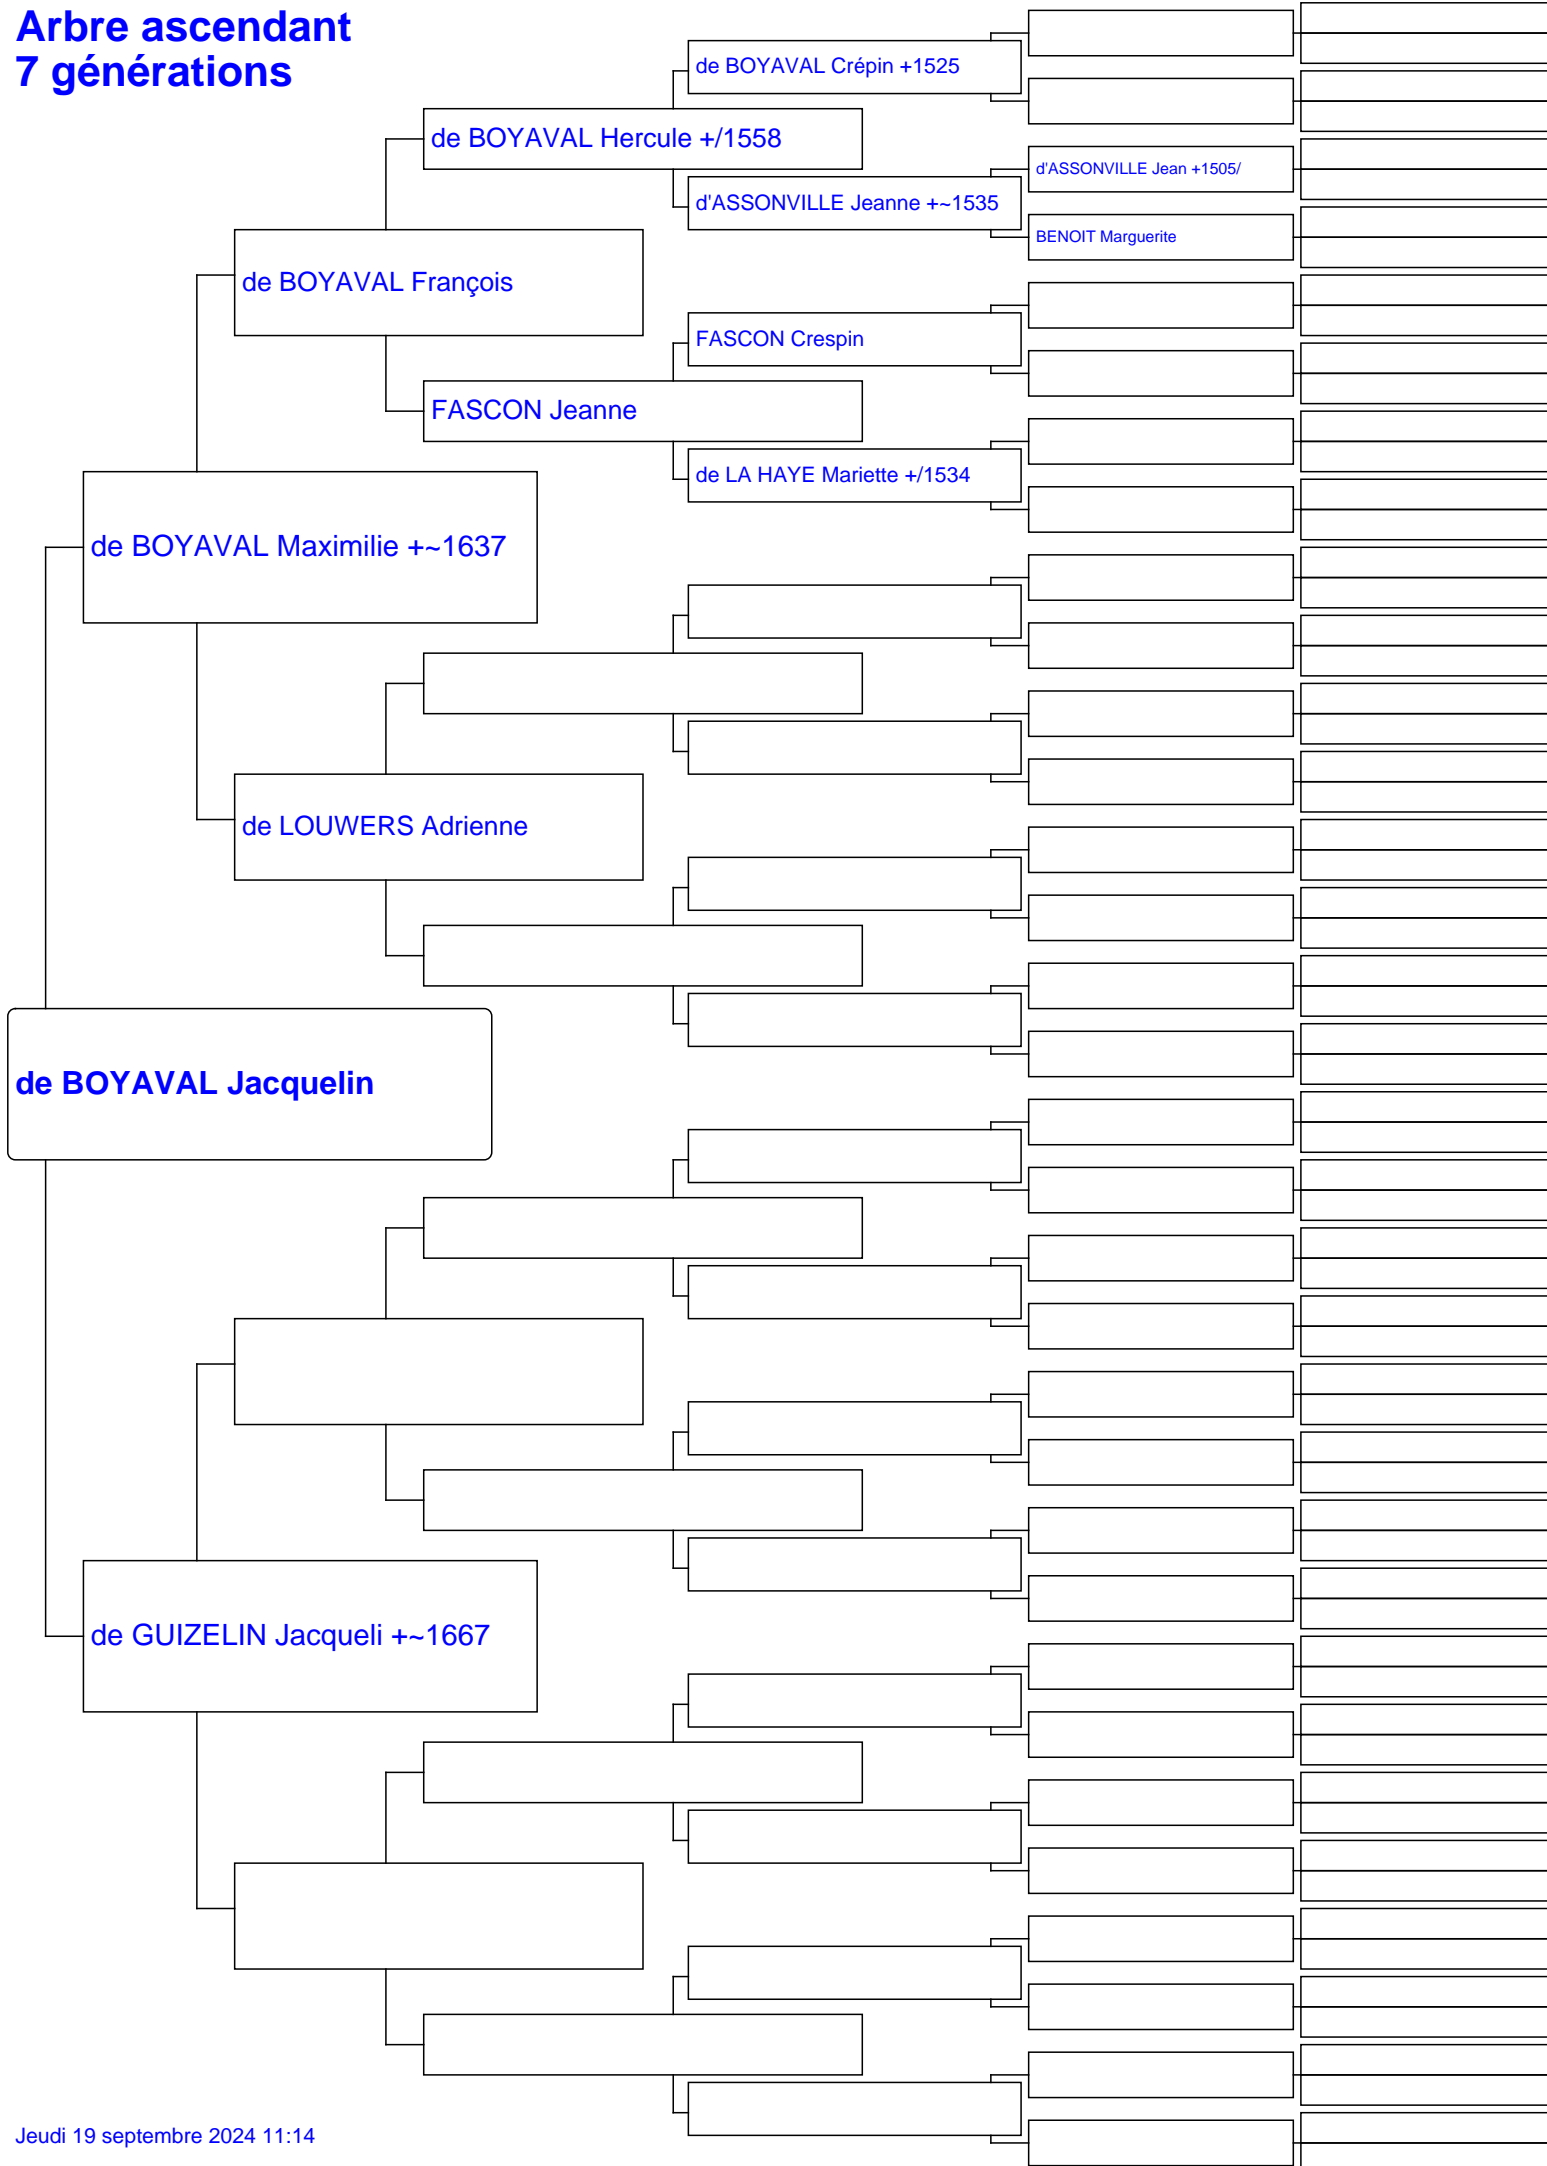 Arbre ascendant
7 générations
de BOYAVAL Crépin +1525
de BOYAVAL Hercule +/1558
d'ASSONVILLE Jean +1505/
d'ASSONVILLE Jeanne +~1535
BENOIT Marguerite
de BOYAVAL François
FASCON Crespin
FASCON Jeanne
de LA HAYE Mariette +/1534
de BOYAVAL Maximilie +~1637
de LOUWERS Adrienne
de BOYAVAL Jacquelin
de GUIZELIN Jacqueli +~1667
Jeudi 19 septembre 2024 11:14